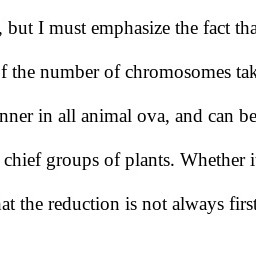 , but I must emphasize the fact tha
f the number of chromosomes tak
nner in all animal ova, and can be
chief groups of plants. Whether i
at the reduction is not always first